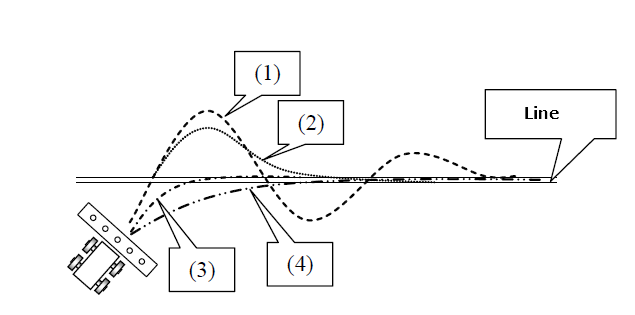 (1)
(2)
Line
(3)
(4)